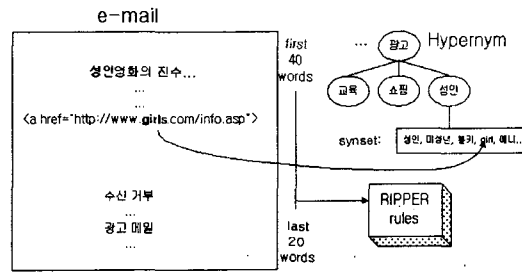 e-mail
성인영화의 진수...
...
...
<a href="http://www.girls.com/info.asp">
수신 거부
...
광고 메일
...
first
40
words
last
20
words
... 광고 Hypernym
교육 쇼핑 성인
synset: 성인, 미성년, 몰카, girl, 애니...
RIPPER
rules